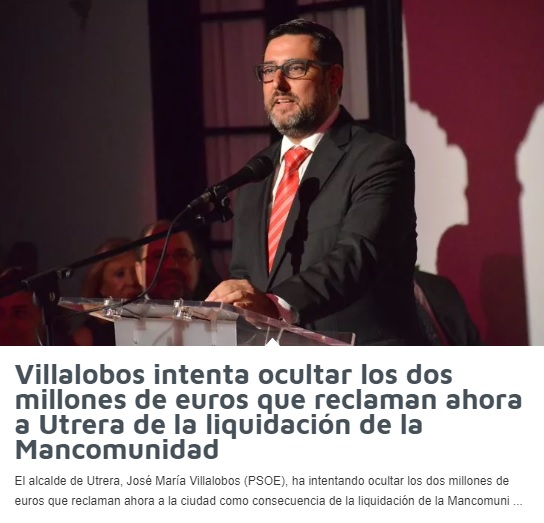 Villalobos intenta ocultar los dos
millones de euros que reclaman ahora
a Utrera de la liquidación de la
Mancomunidad
El alcalde de Utrera, José María Villalobos (PSOE), ha intentando ocultar los dos millones de
euros que reclaman ahora a la ciudad como consecuencia de la liquidación de la Mancomuni ...